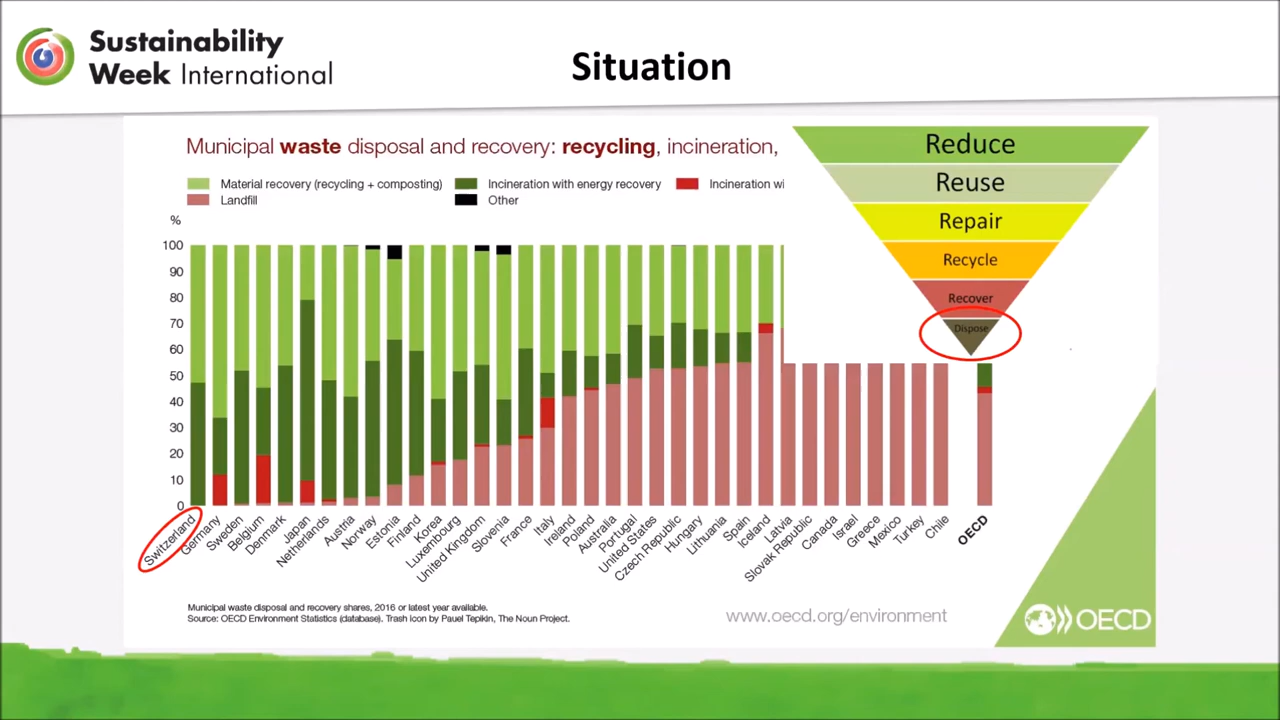 Sustainability
Week International
Situation
Municipal waste disposal and recovery: recycling, incineration,
Material recovery (recycling + composting)
Incineration with energy recovery
Incineration wi
Landfill
Other
%
100
90
80
70
60
50
40
30
20
10
0
Switzerland
Germany
Sweden
Belgium
Denmark
Japan
Netherlands
Austria
Norway
Estonia
Finland
Korea
Luxembourg
United Kingdom
Slovenia
France
Italy
Ireland
Poland
Australia
Portugal
United States
Czech Republic
Hungary
Lithuania
Spain
Iceland
Latvia
Slovak Republic
Canada
Israel
Greece
Mexico
Turkey
Chile
OECD
Reduce
Reuse
Repair
Recycle
Recover
Dispose
Municipal waste disposal and recovery shares, 2016 or latest year available.
Source: OECD Environment Statistics (database). Trash Icon by Pauel Tepikin, The Noun Project.
www.oecd.org/environment
OECD